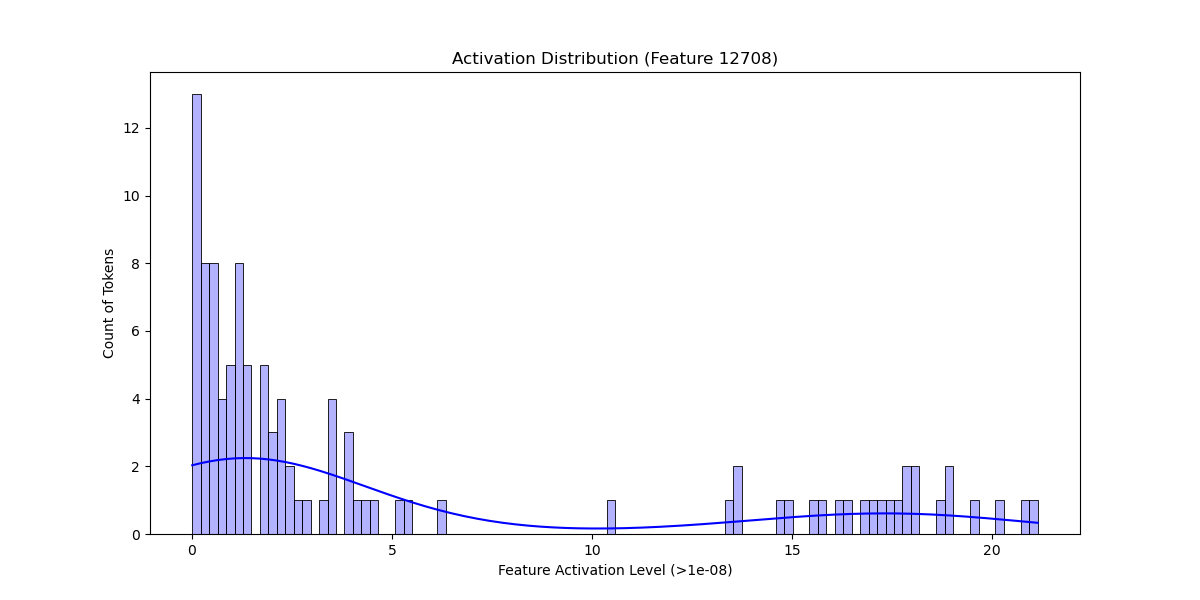 Activation Distribution (Feature 12708)
12
10
8
6
4
2
0
Count of Tokens
0 5 10 15 20
Feature Activation Level (>1e-08)